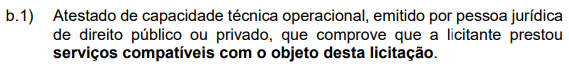 b.1) Atestado de capacidade técnica operacional, emitido por pessoa jurídica
de direito público ou privado, que comprove que a licitante prestou
serviços compatíveis com o objeto desta licitação.